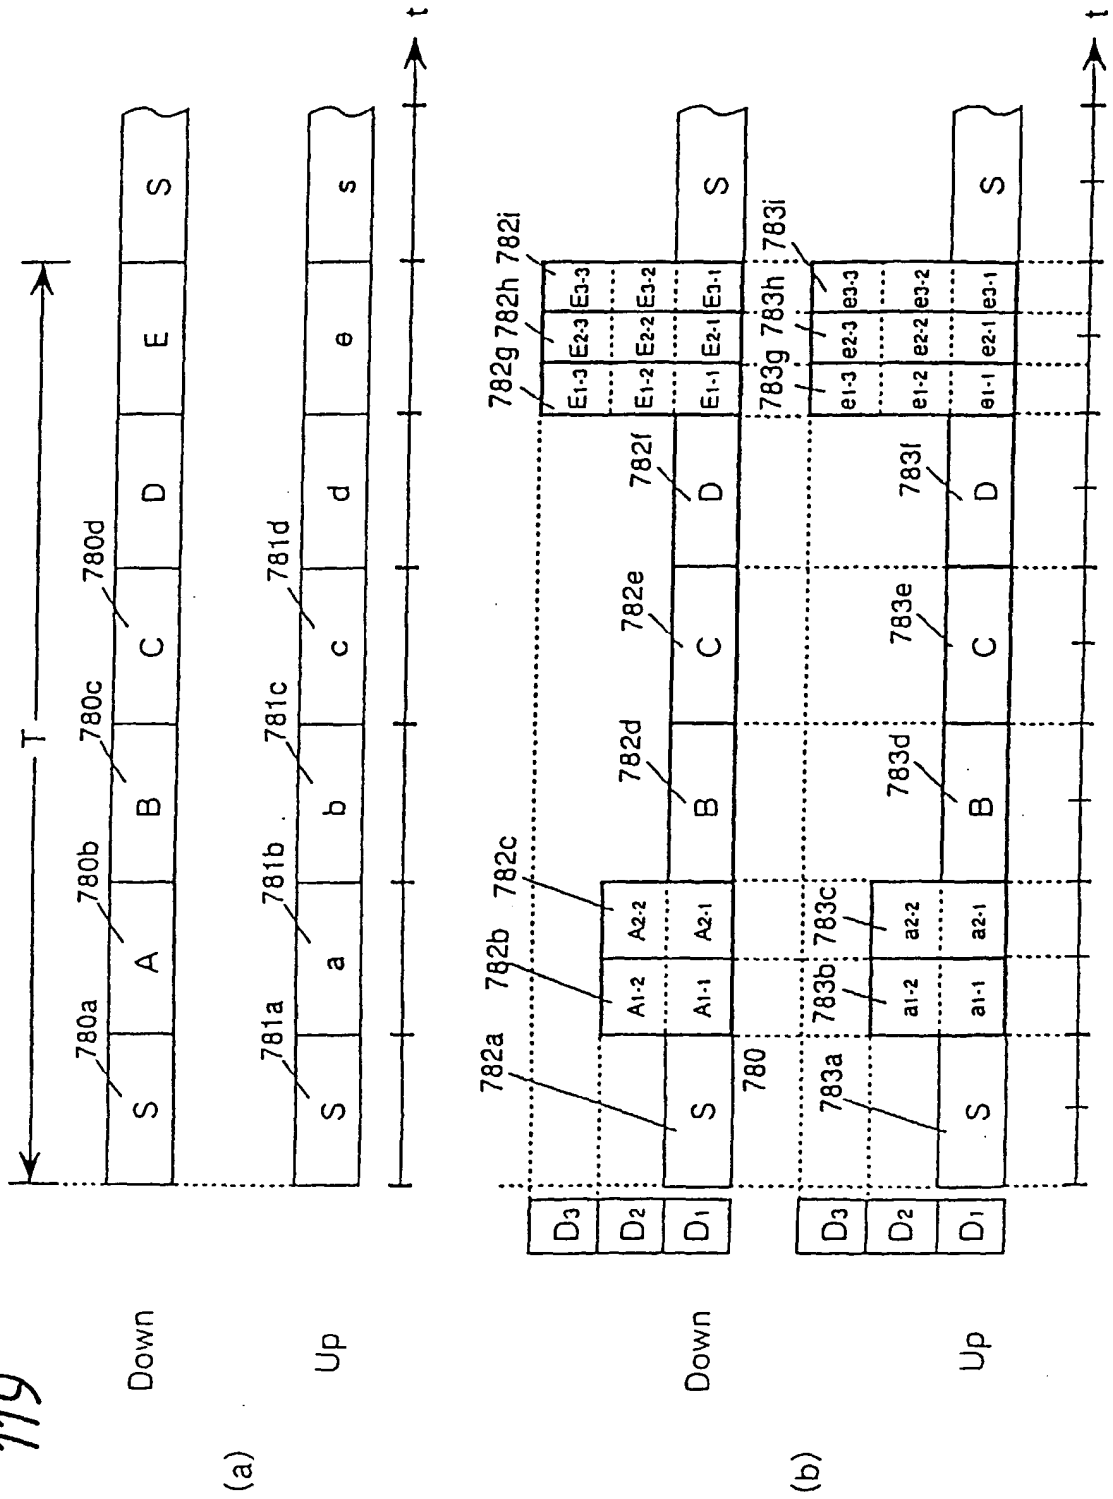 T
780a 780b 780c 780d
Down S A B C D E S
781a 781b 781c 781d
Up S a b c d e s
(a)
t
782a 782b 782c 782d 782e 782f 782g 782h 782i
D3 E1-3 E2-3 E3-3
D2 A1-2 A2-2 E1-2 E2-2 E3-2
Down D1 S A1-1 A2-1 B C D E1-1 E2-1 E3-1 S
780
783a 783b 783c 783d 783e 783f 783g 783h 783i
D3 e1-3 e2-3 e3-3
D2 a1-2 a2-2 e1-2 e2-2 e3-2
Up D1 S a1-1 a2-1 B C D e1-1 e2-1 e3-1 S
(b)
t